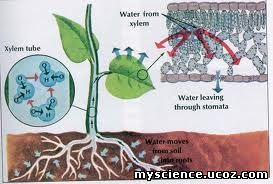 Water from
xylem
Xylem tube
Water leaving
through stomata
Water moves
from soil
into roots
myscience.ucoz.com